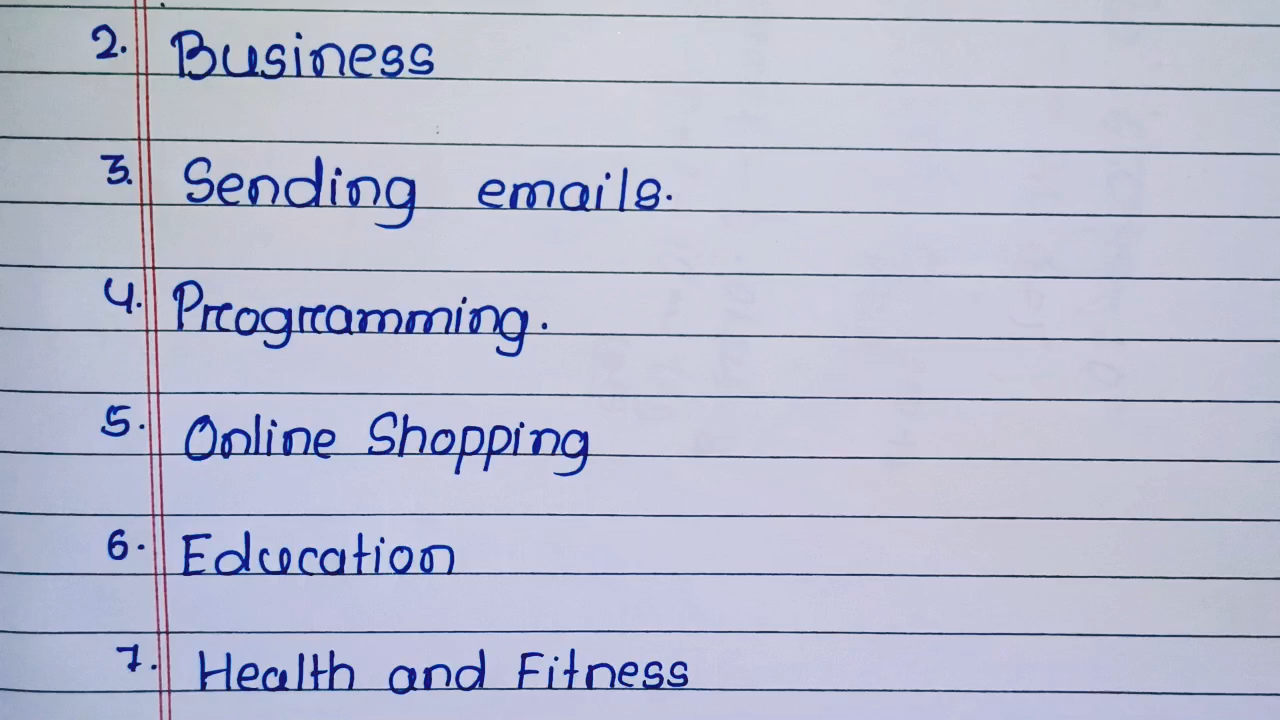 2. Business
3. Sending emails.
4. Programming.
5. Online Shopping
6. Education
7. Health and Fitness